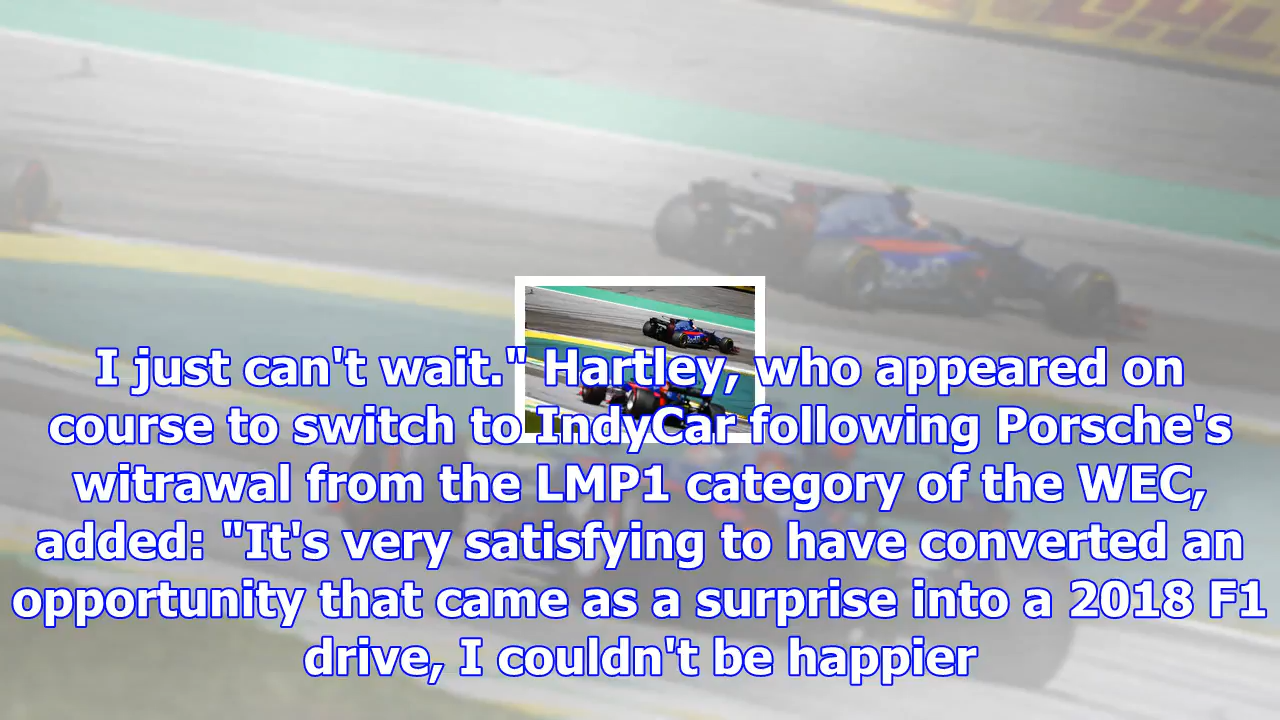 DHL
I just can't wait." Hartley, who appeared on
course to switch to IndyCar following Porsche's
witrawal from the LMP1 category of the WEC,
added: "It's very satisfying to have converted an
opportunity that came as a surprise into a 2018 F1
drive, I couldn't be happier